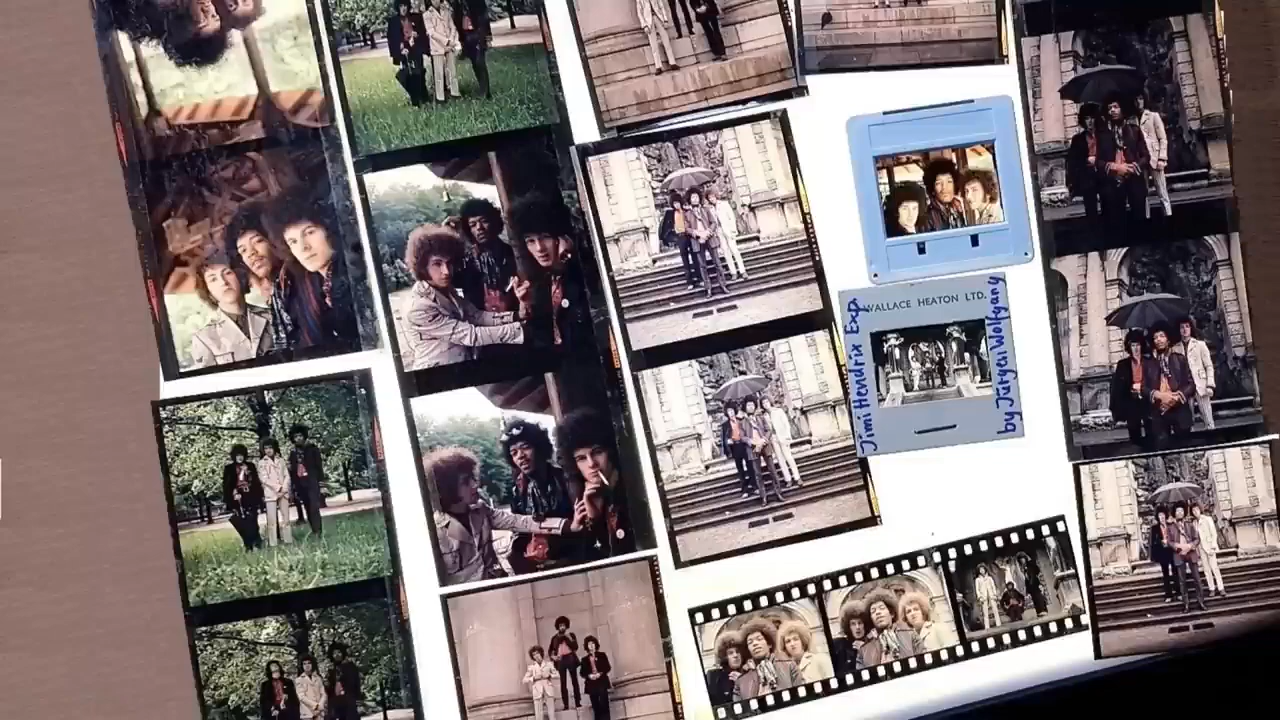 WALLACE HEATON LTD.
Jimi Hendrix Exp.
by Jürgen Wolfgang